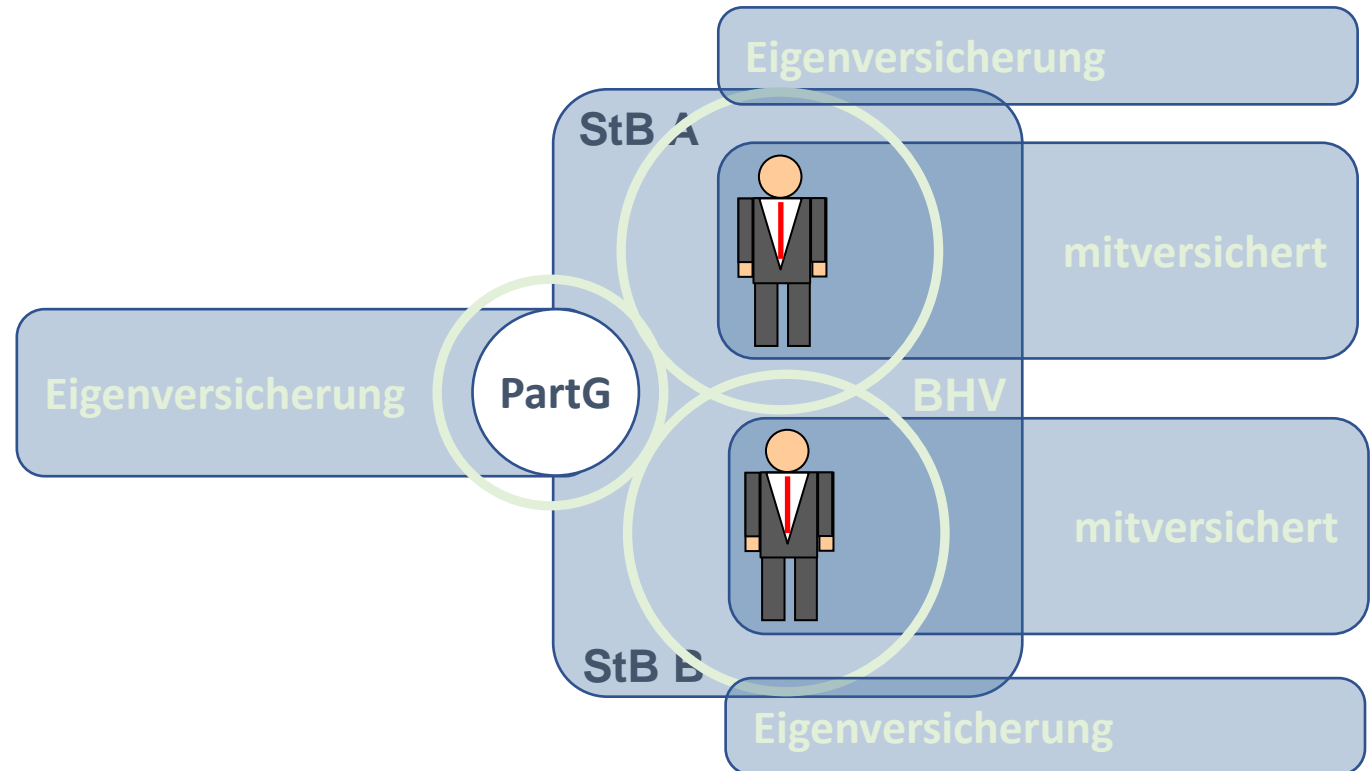 Eigenversicherung
StB A
mitversichert
Eigenversicherung
PartG
BHV
mitversichert
StB B
Eigenversicherung